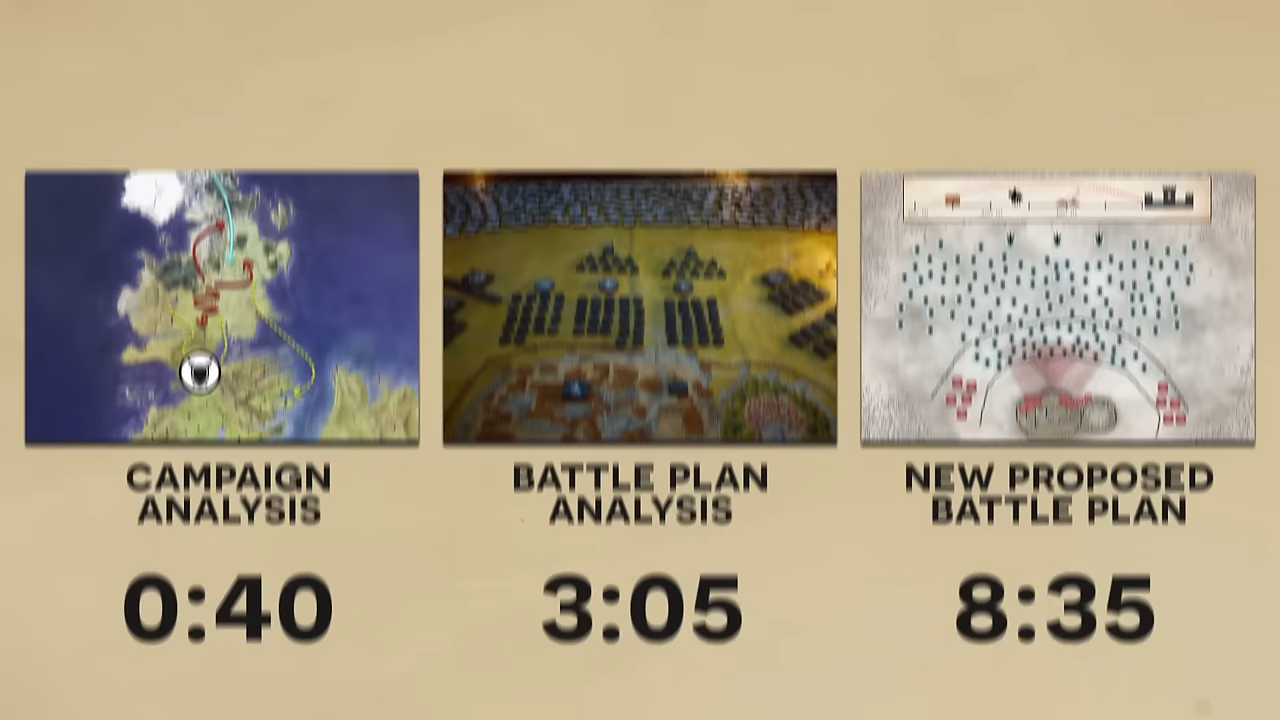 CAMPAIGN
ANALYSIS
0:40
BATTLE PLAN
ANALYSIS
3:05
NEW PROPOSED
BATTLE PLAN
8:35